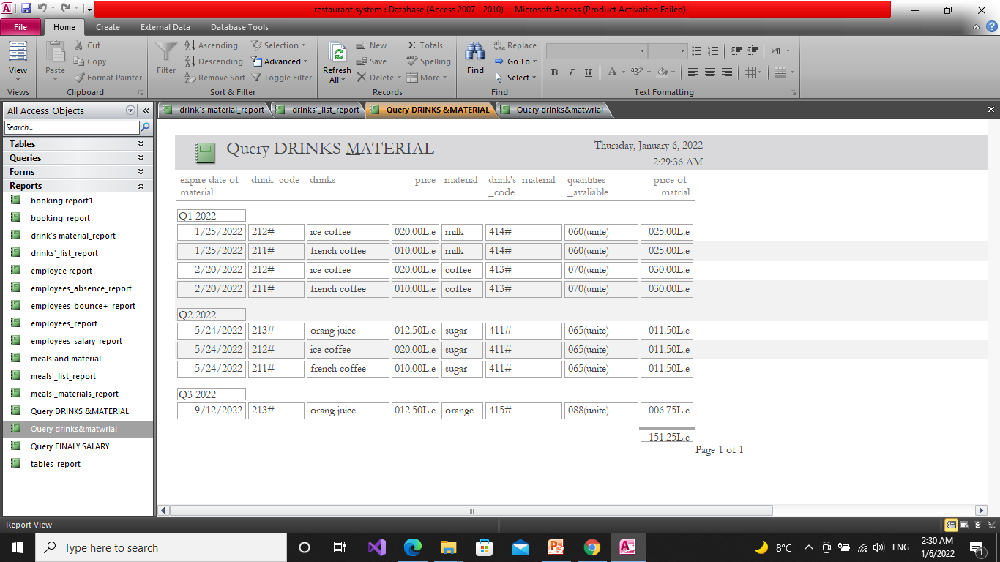 restaurant system : Database (Access 2007 - 2010) - Microsoft Access (Product Activation Failed)
File Home Create External Data Database Tools
View
Views
Paste
Cut
Copy
Format Painter
Clipboard
Filter
Ascending
Descending
Remove Sort
Selection
Advanced
Toggle Filter
Sort & Filter
Refresh All
New
Save
Delete
Totals
Spelling
More
Records
Find
Replace
Go To
Select
Find
B I U A
Text Formatting
All Access Objects
Search...
Tables
Queries
Forms
Reports
booking report1
booking_report
drink's material_report
drinks'_list_report
employee report
employees_absence_report
employees_bounce+_report
employees_report
employees_salary_report
meals and material
meals'_list_report
meals'_materials_report
Query DRINKS &MATERIAL
Query drinks&matwrial
Query FINALY SALARY
tables_report
drink's material_report drinks'_list_report Query DRINKS &MATERIAL Query drinks&matwrial
Query DRINKS MATERIAL
Thursday, January 6, 2022
2:29:36 AM
expire date of material drink_code drinks price material drink's_material_code quantities_avaliable price of matrial
Q1 2022
1/25/2022 212# ice coffee 020.00L.e milk 414# 060(unite) 025.00L.e
1/25/2022 211# french coffee 010.00L.e milk 414# 060(unite) 025.00L.e
2/20/2022 212# ice coffee 020.00L.e coffee 413# 070(unite) 030.00L.e
2/20/2022 211# french coffee 010.00L.e coffee 413# 070(unite) 030.00L.e
Q2 2022
5/24/2022 213# orang juice 012.50L.e sugar 411# 065(unite) 011.50L.e
5/24/2022 212# ice coffee 020.00L.e sugar 411# 065(unite) 011.50L.e
5/24/2022 211# french coffee 010.00L.e sugar 411# 065(unite) 011.50L.e
Q3 2022
9/12/2022 213# orang juice 012.50L.e orange 415# 088(unite) 006.75L.e
151.25L.e
Page 1 of 1
Report View
Type here to search
8°C ENG
2:30 AM
1/6/2022
1